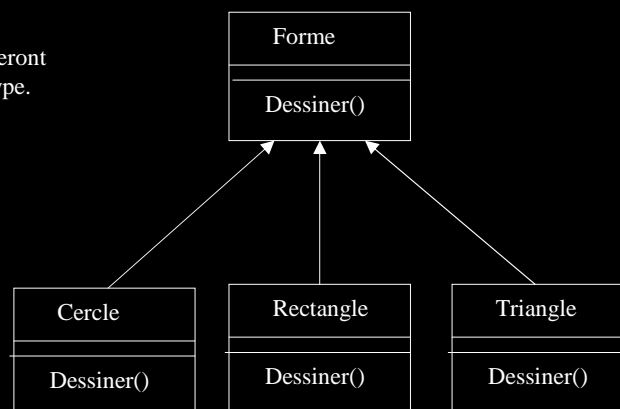 eront
ype.
Forme
Dessiner()
Cercle
Rectangle
Triangle
Dessiner()
Dessiner()
Dessiner()